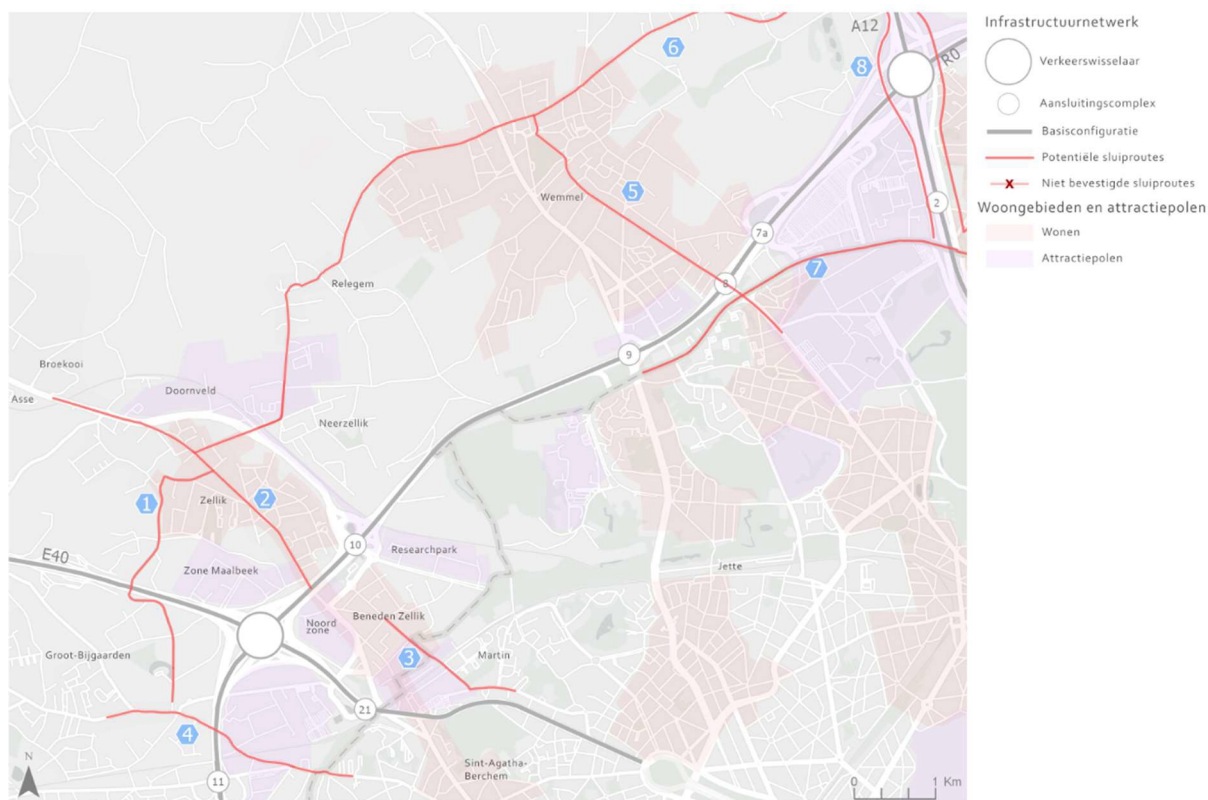 A12
R0
6
8
2
Wemmel
5
7a
7
8
Relegem
9
Broekooi
Asse
Doornveld
Neerzellik
1
Zellik
2
10
Researchpark
E40
Zone Maalbeek
Jette
Beneden Zellik
Noord
zone
Groot-Bijgaarden
3
Martin
21
4
Sint-Agatha-
Berchem
11
N
0 1 Km
Infrastructuurnetwerk
Verkeerswisselaar
Aansluitingscomplex
Basisconfiguratie
Potentiële sluiproutes
X Niet bevestigde sluiproutes
Woongebieden en attractiepolen
Wonen
Attractiepolen